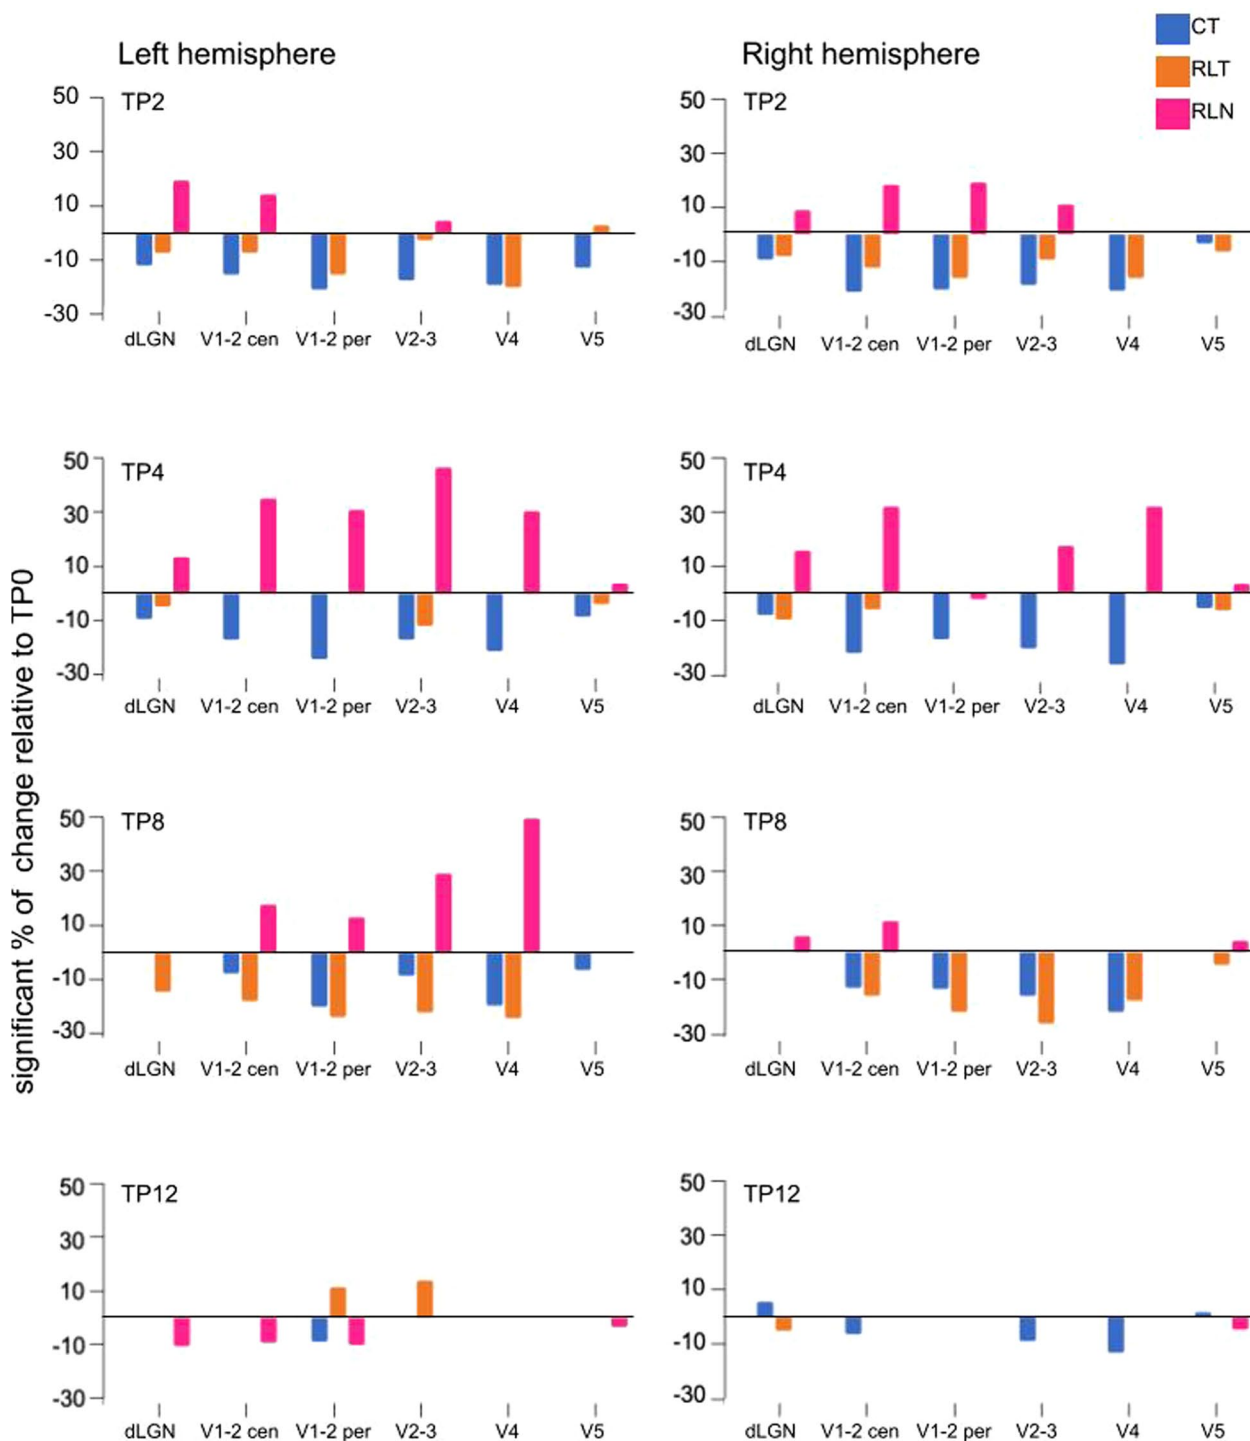 Left hemisphere
Right hemisphere
CT
RLT
RLN
significant % of change relative to TP0
TP2
50
30
10
-10
-30
dLGN V1-2 cen V1-2 per V2-3 V4 V5
TP2
50
30
10
-10
-30
dLGN V1-2 cen V1-2 per V2-3 V4 V5
TP4
50
30
10
-10
-30
dLGN V1-2 cen V1-2 per V2-3 V4 V5
TP4
50
30
10
-10
-30
dLGN V1-2 cen V1-2 per V2-3 V4 V5
TP8
50
30
10
-10
-30
dLGN V1-2 cen V1-2 per V2-3 V4 V5
TP8
50
30
10
-10
-30
dLGN V1-2 cen V1-2 per V2-3 V4 V5
TP12
50
30
10
-10
-30
dLGN V1-2 cen V1-2 per V2-3 V4 V5
TP12
50
30
10
-10
-30
dLGN V1-2 cen V1-2 per V2-3 V4 V5